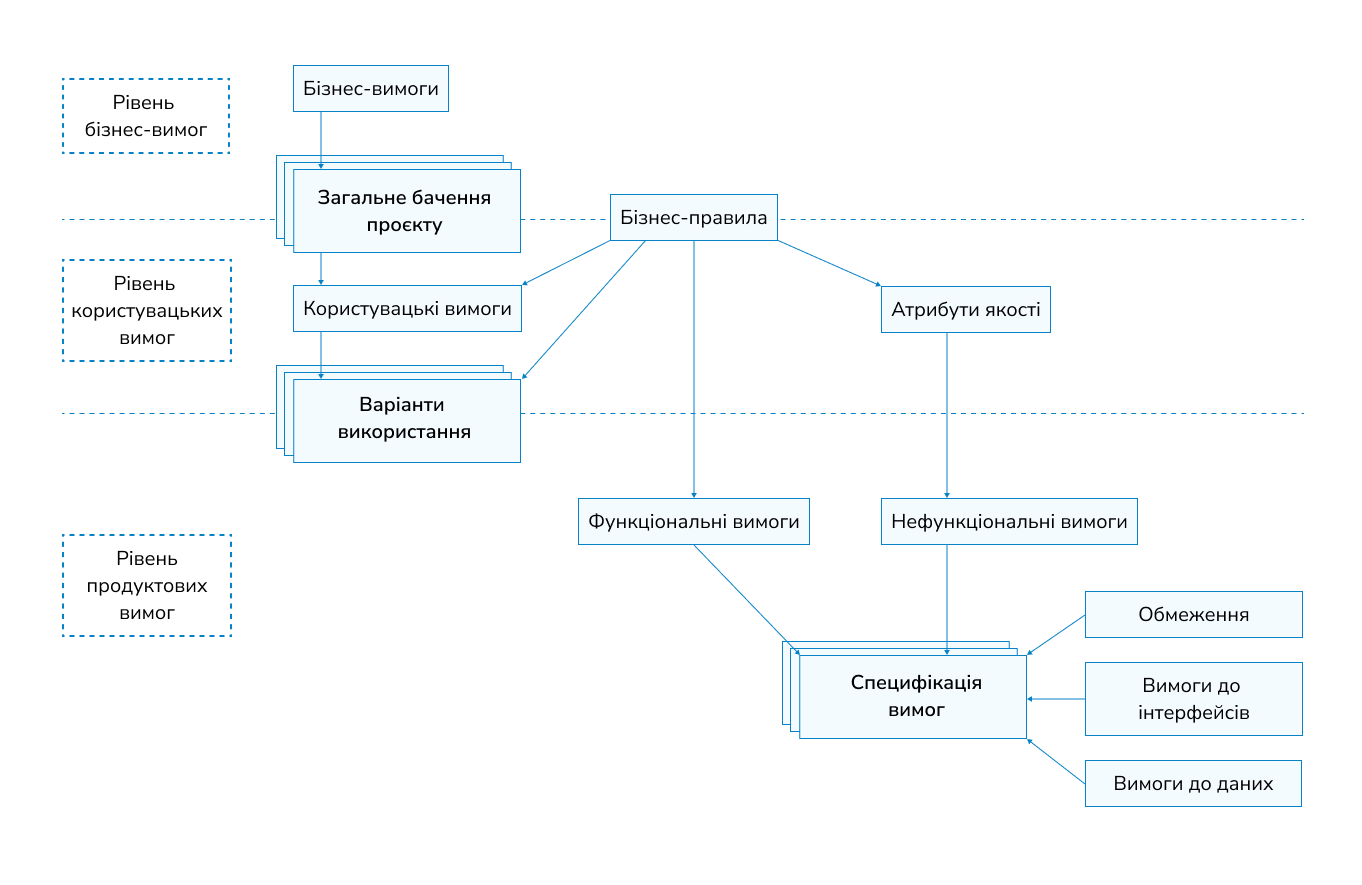 Рівень
бізнес-вимог
Бізнес-вимоги
Загальне бачення
проєкту
Бізнес-правила
Рівень
користувацьких
вимог
Користувацькі вимоги
Атрибути якості
Варіанти
використання
Функціональні вимоги
Нефункціональні вимоги
Рівень
продуктових
вимог
Обмеження
Специфікація
вимог
Вимоги до
інтерфейсів
Вимоги до даних